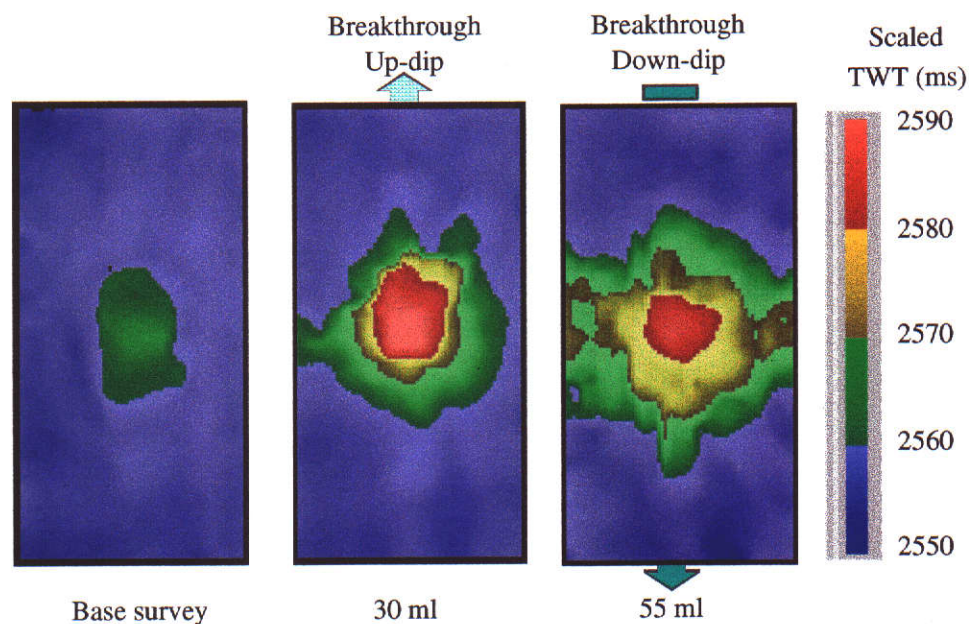 Breakthrough
Up-dip
Breakthrough
Down-dip
Scaled
TWT (ms)
2590
2580
2570
2560
2550
Base survey
30 ml
55 ml